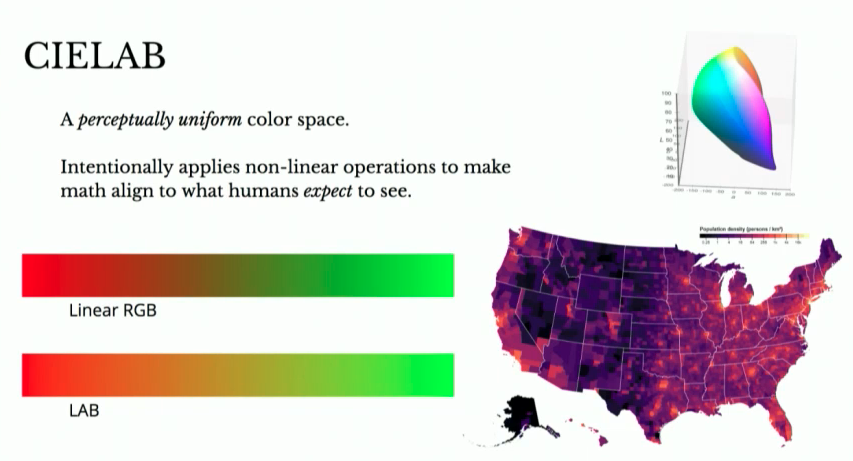 CIELAB
A perceptually uniform color space.
Intentionally applies non-linear operations to make
math align to what humans expect to see.
Linear RGB
LAB
Population density (persons / km²)